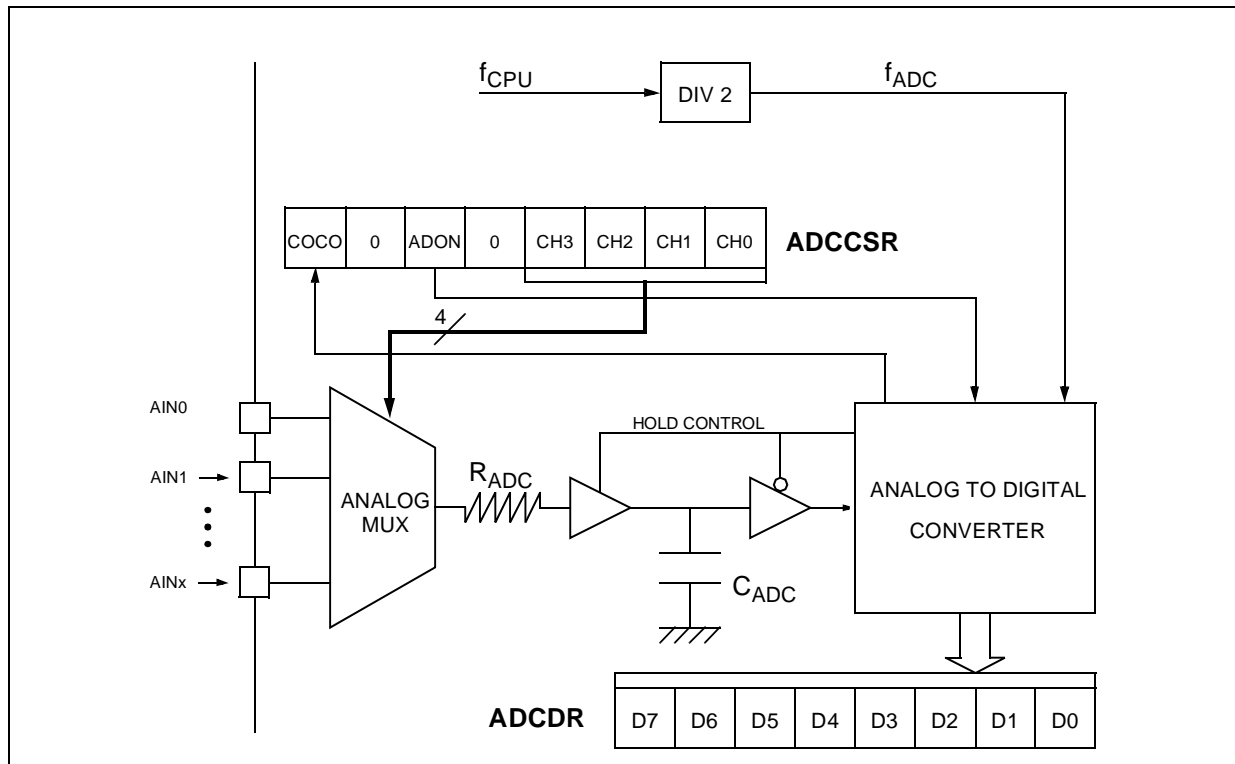 fCPU
DIV 2
fADC
COCO 0 ADON 0 CH3 CH2 CH1 CH0 ADCCSR
4
AIN0
AIN1
AINx
ANALOG
MUX
RADC
HOLD CONTROL
CADC
ANALOG TO DIGITAL
CONVERTER
ADCDR D7 D6 D5 D4 D3 D2 D1 D0